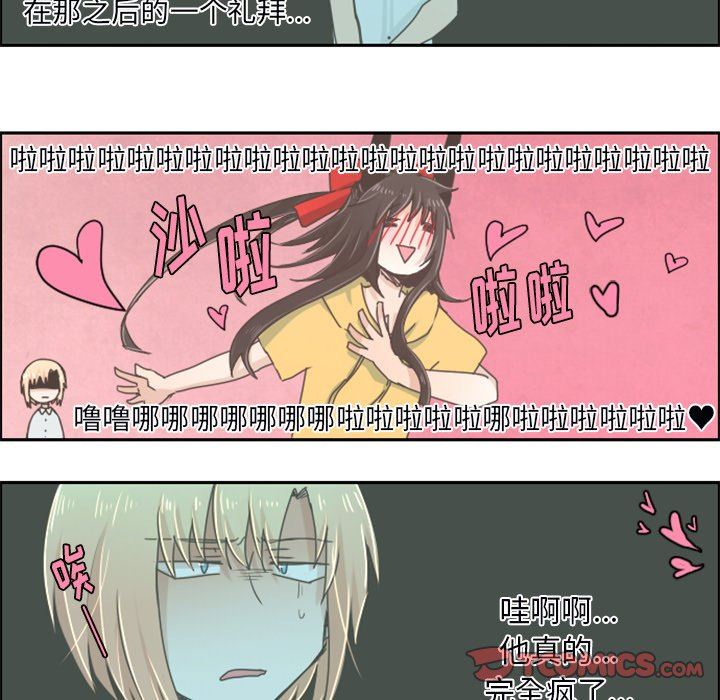 在那之后的一个礼拜...
啦啦啦啦啦啦啦啦啦啦啦啦啦啦啦啦啦啦啦啦啦啦啦啦
沙啦
啦啦
噜噜哪哪哪哪哪哪哪啦啦啦啦啦哪啦啦啦啦啦啦♥
唉—
哇啊啊...
他真的...
完全疯了...